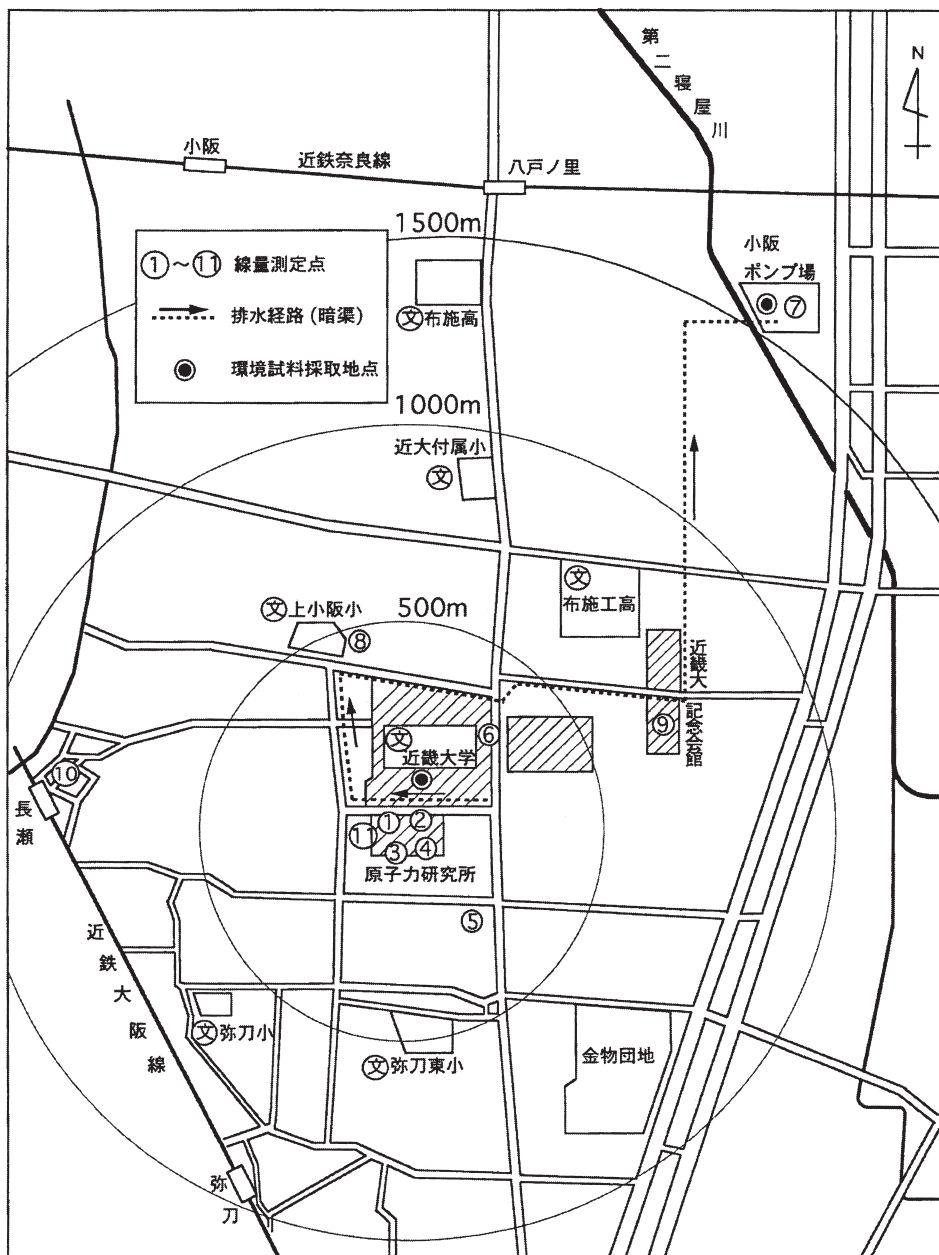 第二寝屋川
N
小阪
近鉄奈良線
八戸ノ里
1500m
①～⑪ 線量測定点
排水経路(暗渠)
環境試料採取地点
小阪
ポンプ場
⑦
文布施高
1000m
近大付属小
文
文
布施工高
500m
文上小阪小
⑧
近畿大
記念会館
⑨
⑥
文
近畿大学
⑩
長瀬
⑪
①
②
③
④
原子力研究所
⑤
近鉄大阪線
文弥刀小
文弥刀東小
金物団地
弥刀